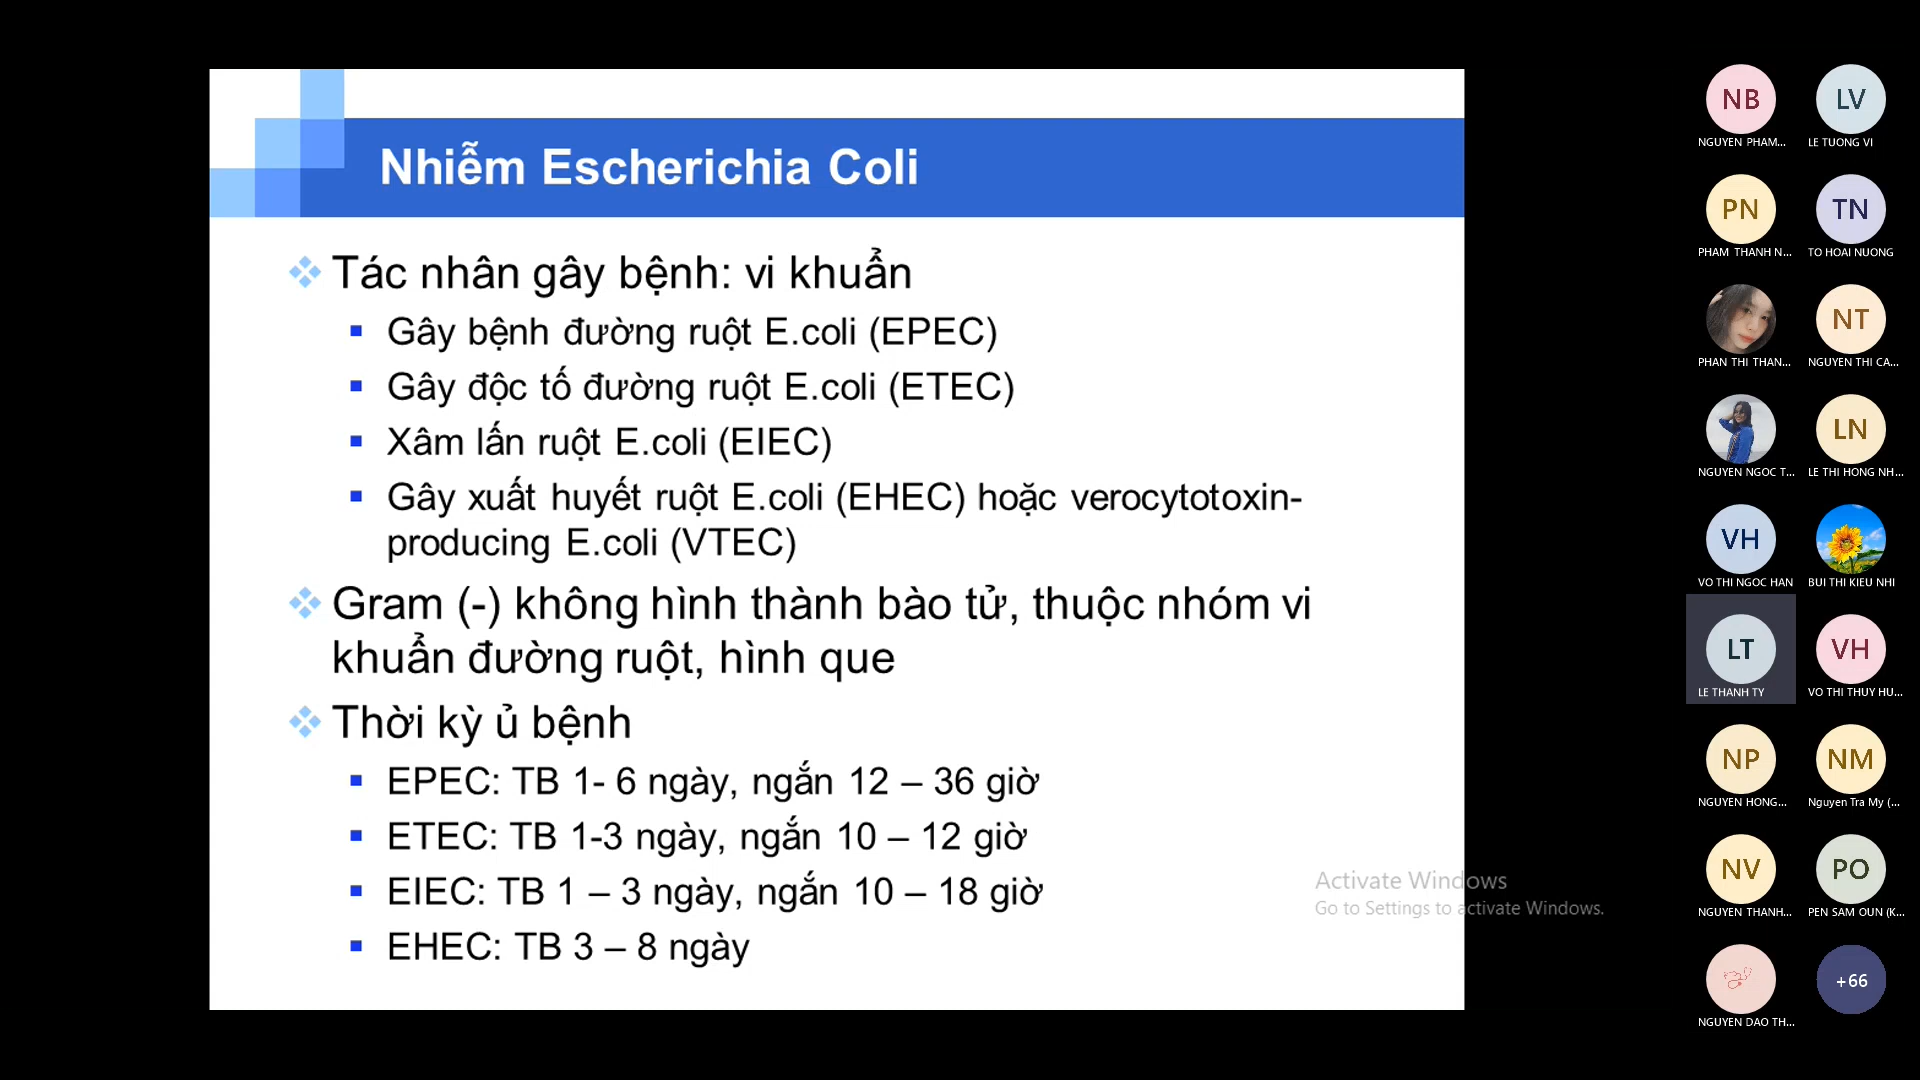 Nhiễm Escherichia Coli
Tác nhân gây bệnh: vi khuẩn
Gây bệnh đường ruột E.coli (EPEC)
Gây độc tố đường ruột E.coli (ETEC)
Xâm lấn ruột E.coli (EIEC)
Gây xuất huyết ruột E.coli (EHEC) hoặc verocytotoxin-
producing E.coli (VTEC)
Gram (-) không hình thành bào tử, thuộc nhóm vi
khuẩn đường ruột, hình que
Thời kỳ ủ bệnh
EPEC: TB 1- 6 ngày, ngắn 12 – 36 giờ
ETEC: TB 1-3 ngày, ngắn 10 – 12 giờ
EIEC: TB 1 – 3 ngày, ngắn 10 – 18 giờ
EHEC: TB 3 – 8 ngày
Activate Windows
Go to Settings to activate Windows.
NB
NGUYEN PHAM...
LV
LE TUONG VI
PN
PHAM THANH N...
TN
TO HOAI NUONG
PHAN THI THAN...
NT
NGUYEN THI CA...
NGUYEN NGOC T...
LN
LE THI HONG NH...
VH
VO THI NGOC HAN
BUI THI KIEU NHI
LT
LE THANH TY
VH
VO THI THUY HU...
NP
NGUYEN HONG...
NM
Nguyen Tra My (...
NV
NGUYEN THANH...
PO
PEN SAM OUN (K...
NGUYEN DAO TH...
+66